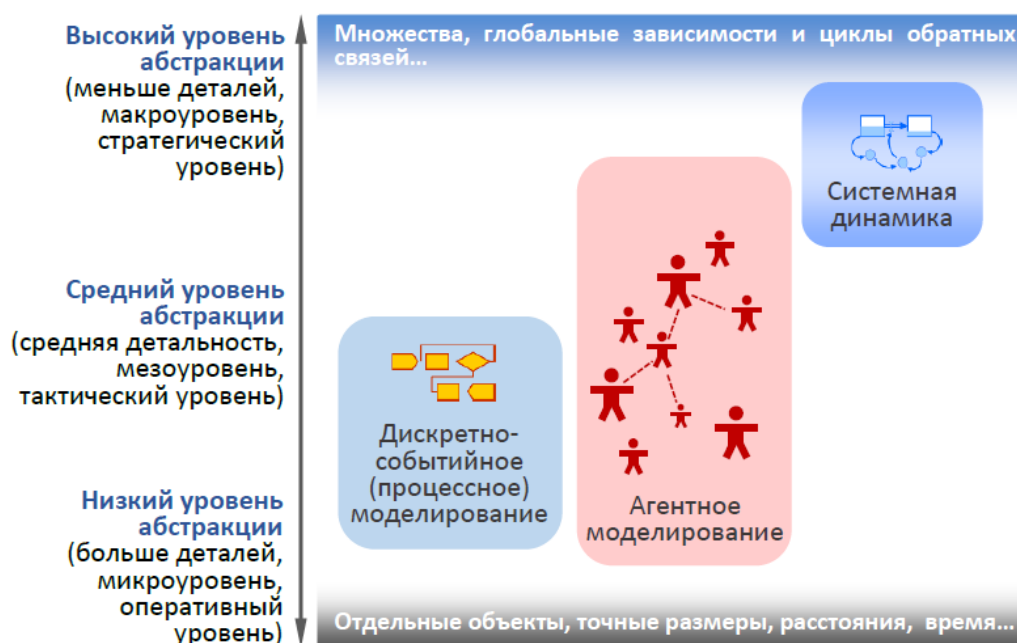 Высокий уровень
абстракции
(меньше деталей,
макроуровень,
стратегический
уровень)
Множества, глобальные зависимости и циклы обратных
связей...
Системная
динамика
Средний уровень
абстракции
(средняя детальность,
мезоуровень,
тактический уровень)
Дискретно-
событийное
(процессное)
моделирование
Агентное
моделирование
Низкий уровень
абстракции
(больше деталей,
микроуровень,
оперативный
уровень)
Отдельные объекты, точные размеры, расстояния, время...